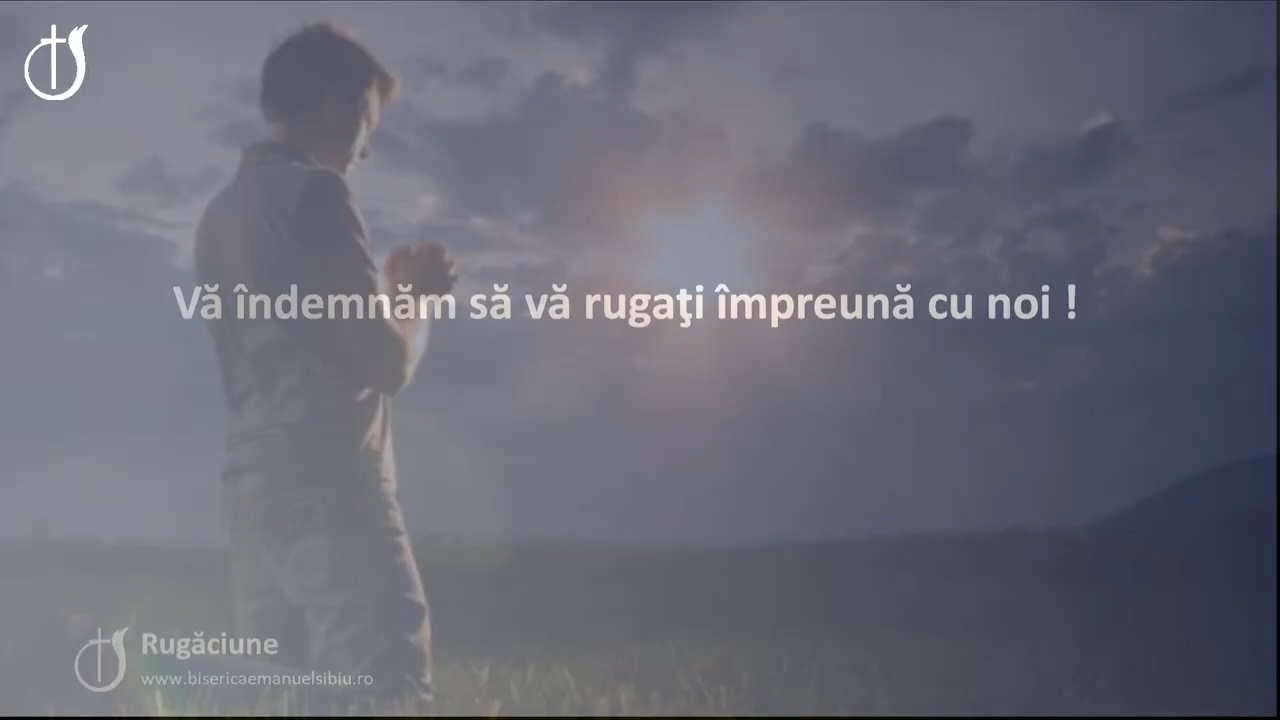 Vă îndemnăm să vă rugaţi împreună cu noi !
Rugăciune
www.bisericaemanuelsibiu.ro